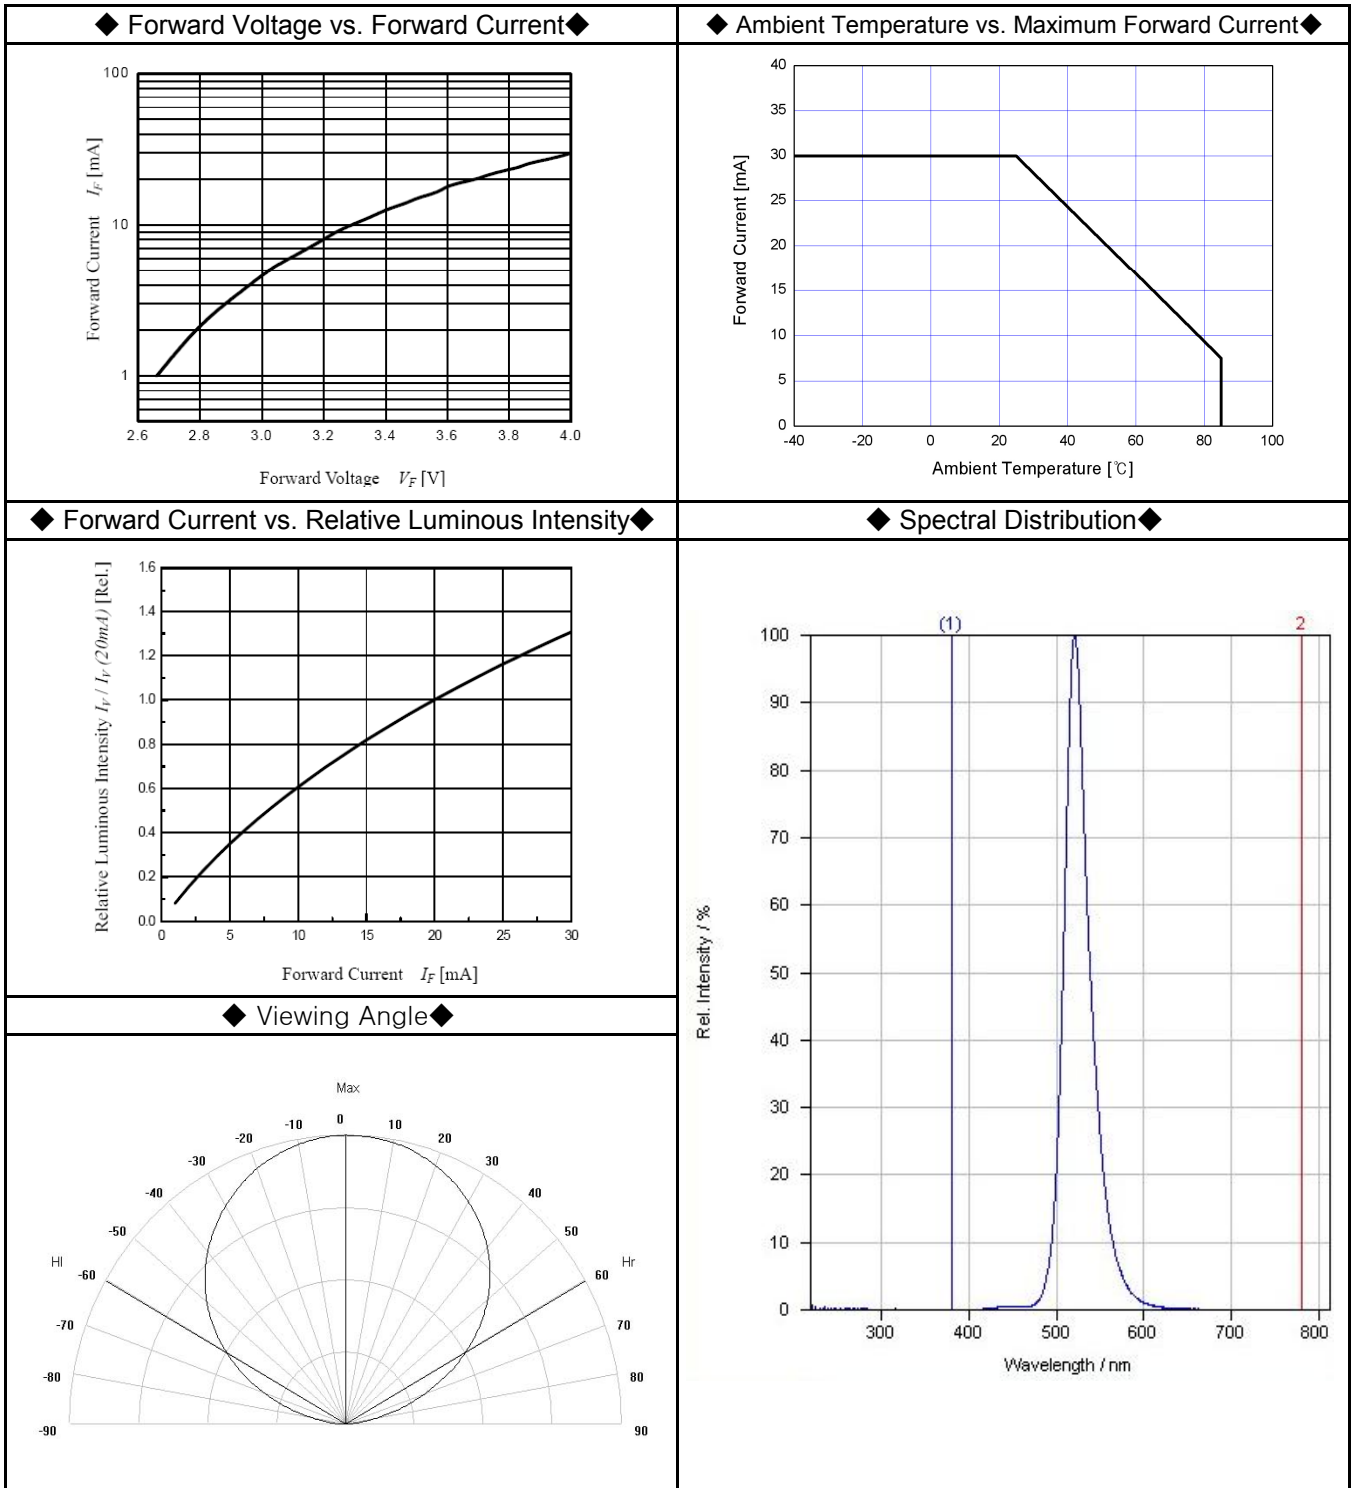 ◆ Forward Voltage vs. Forward Current◆
100
10
1
Forward Current I_F [mA]
2.6 2.8 3.0 3.2 3.4 3.6 3.8 4.0
Forward Voltage V_F [V]
◆ Ambient Temperature vs. Maximum Forward Current◆
40
35
30
25
20
15
10
5
0
Forward Current [mA]
-40 -20 0 20 40 60 80 100
Ambient Temperature [℃]
◆ Forward Current vs. Relative Luminous Intensity◆
1.6
1.4
1.2
1.0
0.8
0.6
0.4
0.2
0.0
Relative Luminous Intensity I_V / I_V (20mA) [Rel.]
0 5 10 15 20 25 30
Forward Current I_F [mA]
◆ Spectral Distribution◆
(1) 2
100
90
80
70
60
50
40
30
20
10
0
Rel. Intensity / %
300 400 500 600 700 800
Wavelength / nm
◆ Viewing Angle◆
Max
0
-10 10
-20 20
-30 30
-40 40
-50 50
Hl Hr
-60 60
-70 70
-80 80
-90 90